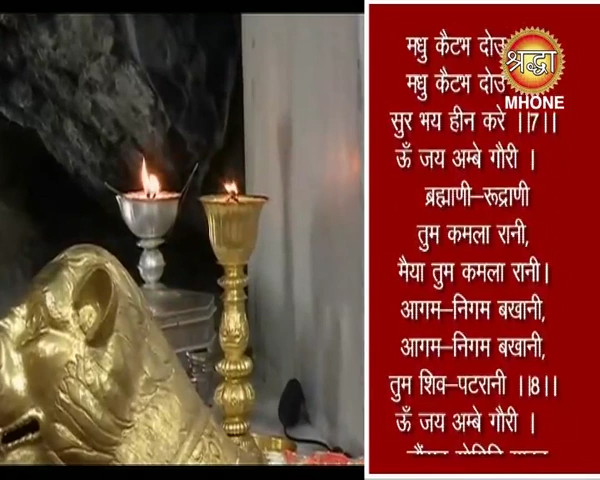 मधु कैटभ दोउ
श्रद्धा
मधु कैटभ दोउ
MHONE
सुर भय हीन करे ।।7।।
ऊँ जय अम्बे गौरी ।
ब्रह्माणी–रूद्राणी
तुम कमला रानी,
मैया तुम कमला रानी।
आगम–निगम बखानी,
आगम–निगम बखानी,
तुम शिव–पटरानी ।।8।।
ऊँ जय अम्बे गौरी ।